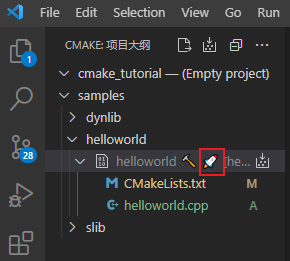 File Edit Selection View Go Run
CMAKE: 项目大纲
cmake_tutorial — (Empty project)
samples
dynlib
helloworld
helloworld
CMakeLists.txt M
helloworld.cpp A
slib
1
28